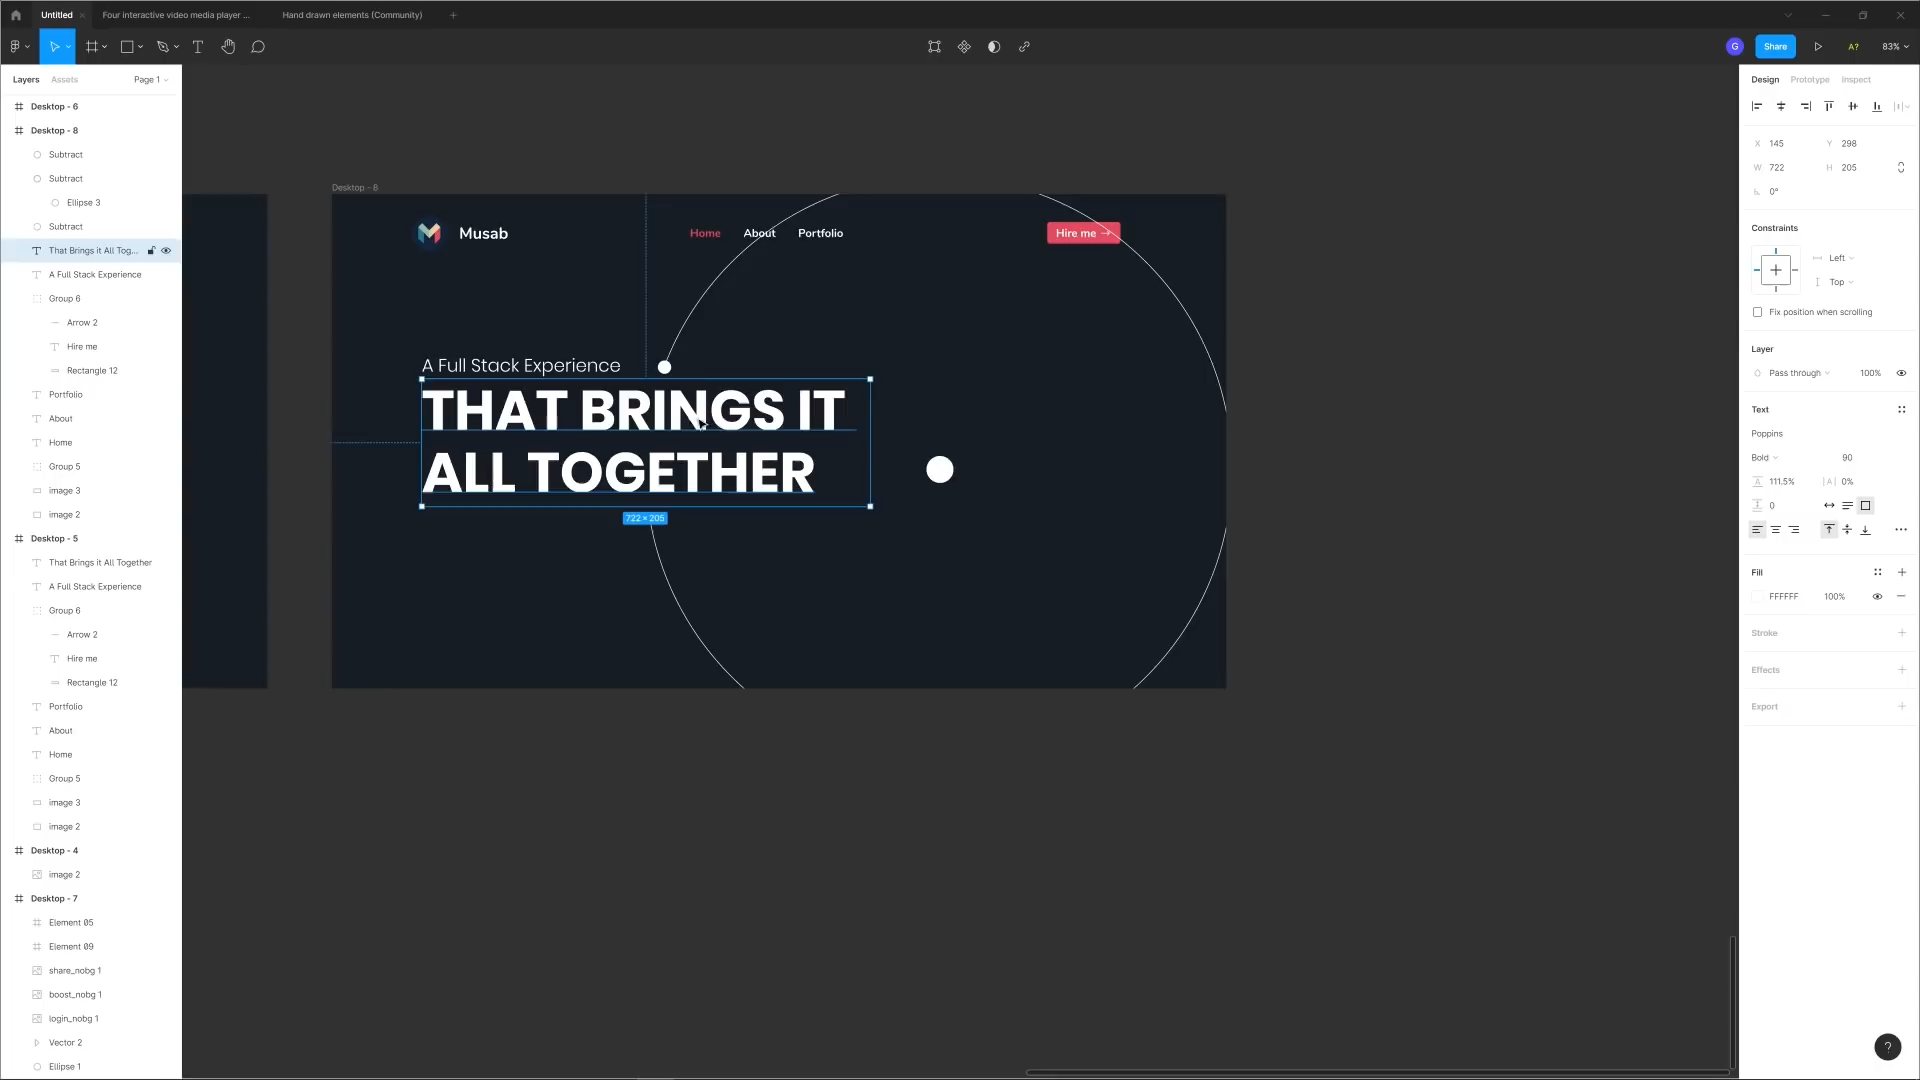 Untitled
Four interactive video media player ...
Hand drawn elements (Community)
G
Share
A?
83%
Layers
Assets
Page 1
Desktop - 6
Desktop - 8
Subtract
Subtract
Ellipse 3
Subtract
That Brings it All Tog...
A Full Stack Experience
Group 6
Arrow 2
Hire me
Rectangle 12
Portfolio
About
Home
Group 5
image 3
image 2
Desktop - 5
That Brings it All Together
A Full Stack Experience
Group 6
Arrow 2
Hire me
Rectangle 12
Portfolio
About
Home
Group 5
image 3
image 2
Desktop - 4
image 2
Desktop - 7
Element 05
Element 09
share_nobg 1
boost_nobg 1
login_nobg 1
Vector 2
Ellipse 1
Desktop - 8
Musab
Home
About
Portfolio
Hire me →
A Full Stack Experience
THAT BRINGS IT
ALL TOGETHER
722 × 205
Design
Prototype
Inspect
X 145
Y 298
W 722
H 205
0°
Constraints
Left
Top
Fix position when scrolling
Layer
Pass through
100%
Text
Poppins
Bold
90
111.5%
0%
0
Fill
FFFFFF
100%
Stroke
Effects
Export
?